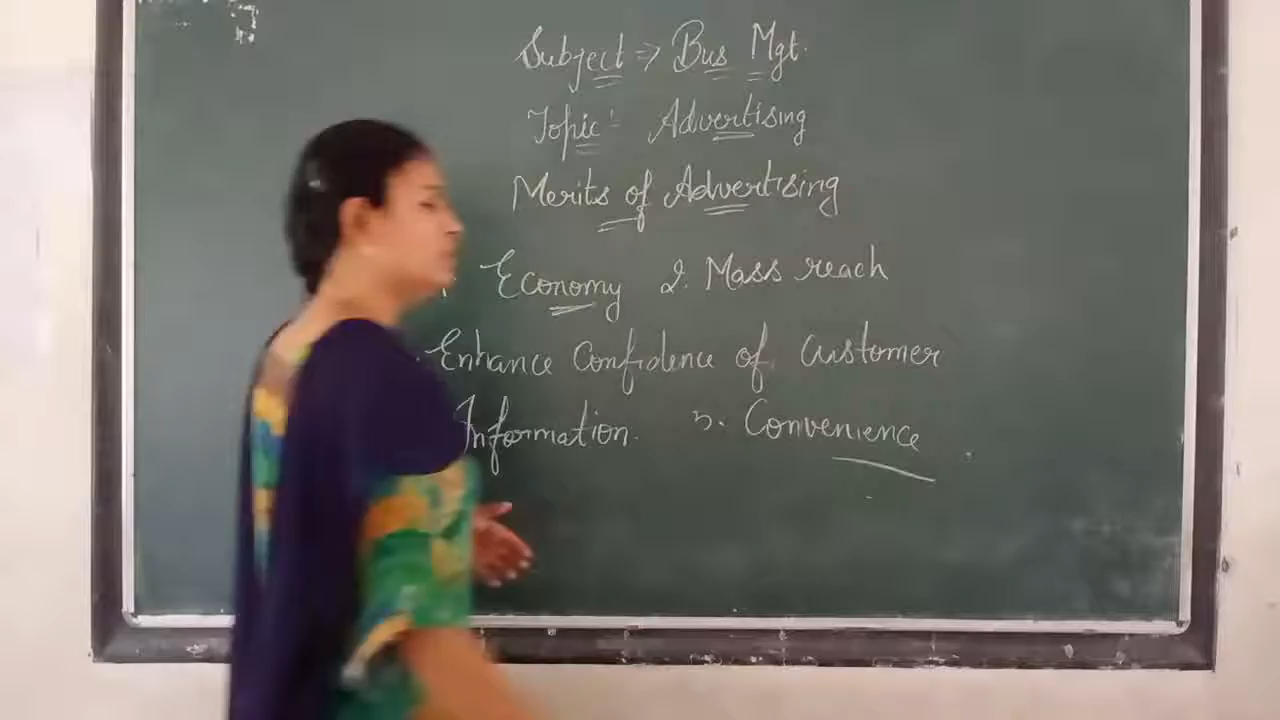 Subject => Bus Mgt.
Topic :- Advertising
Merits of Advertising
Economy 2. Mass reach
Enhance Confidence of Customer
Information. 5. Convenience